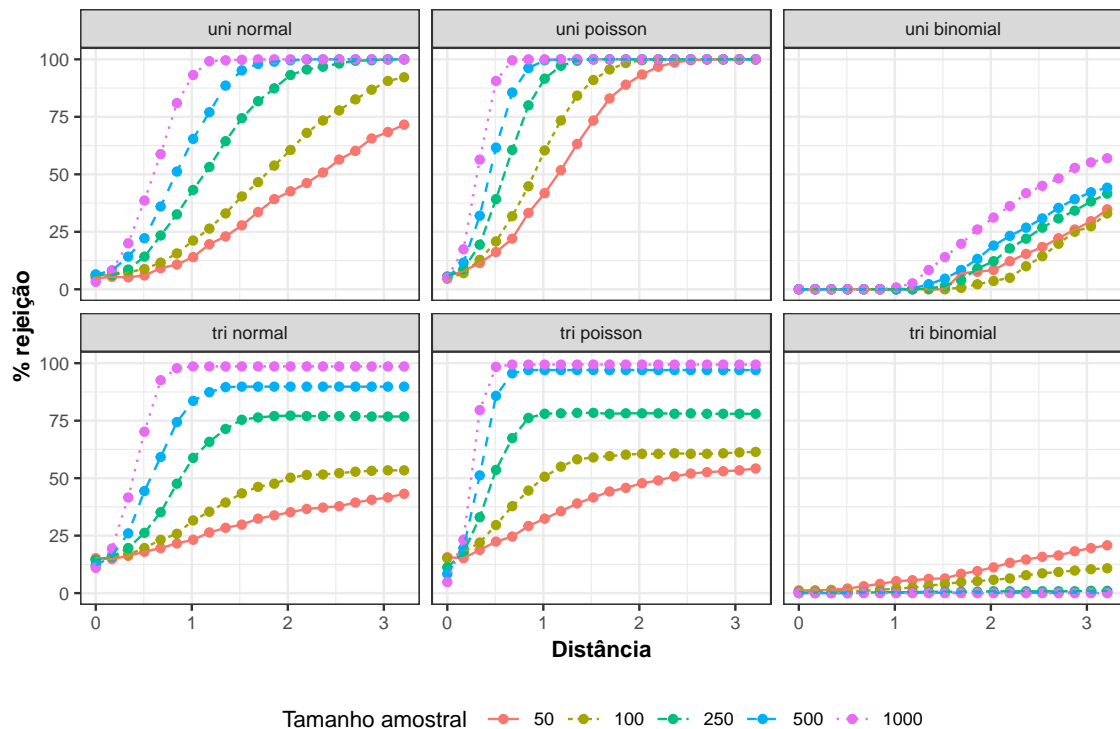 uni normal
uni poisson
uni binomial
100
75
50
25
0
tri normal
tri poisson
tri binomial
100
75
50
25
0
0 1 2 3
0 1 2 3
0 1 2 3
% rejeição
Distância
Tamanho amostral 50 100 250 500 1000